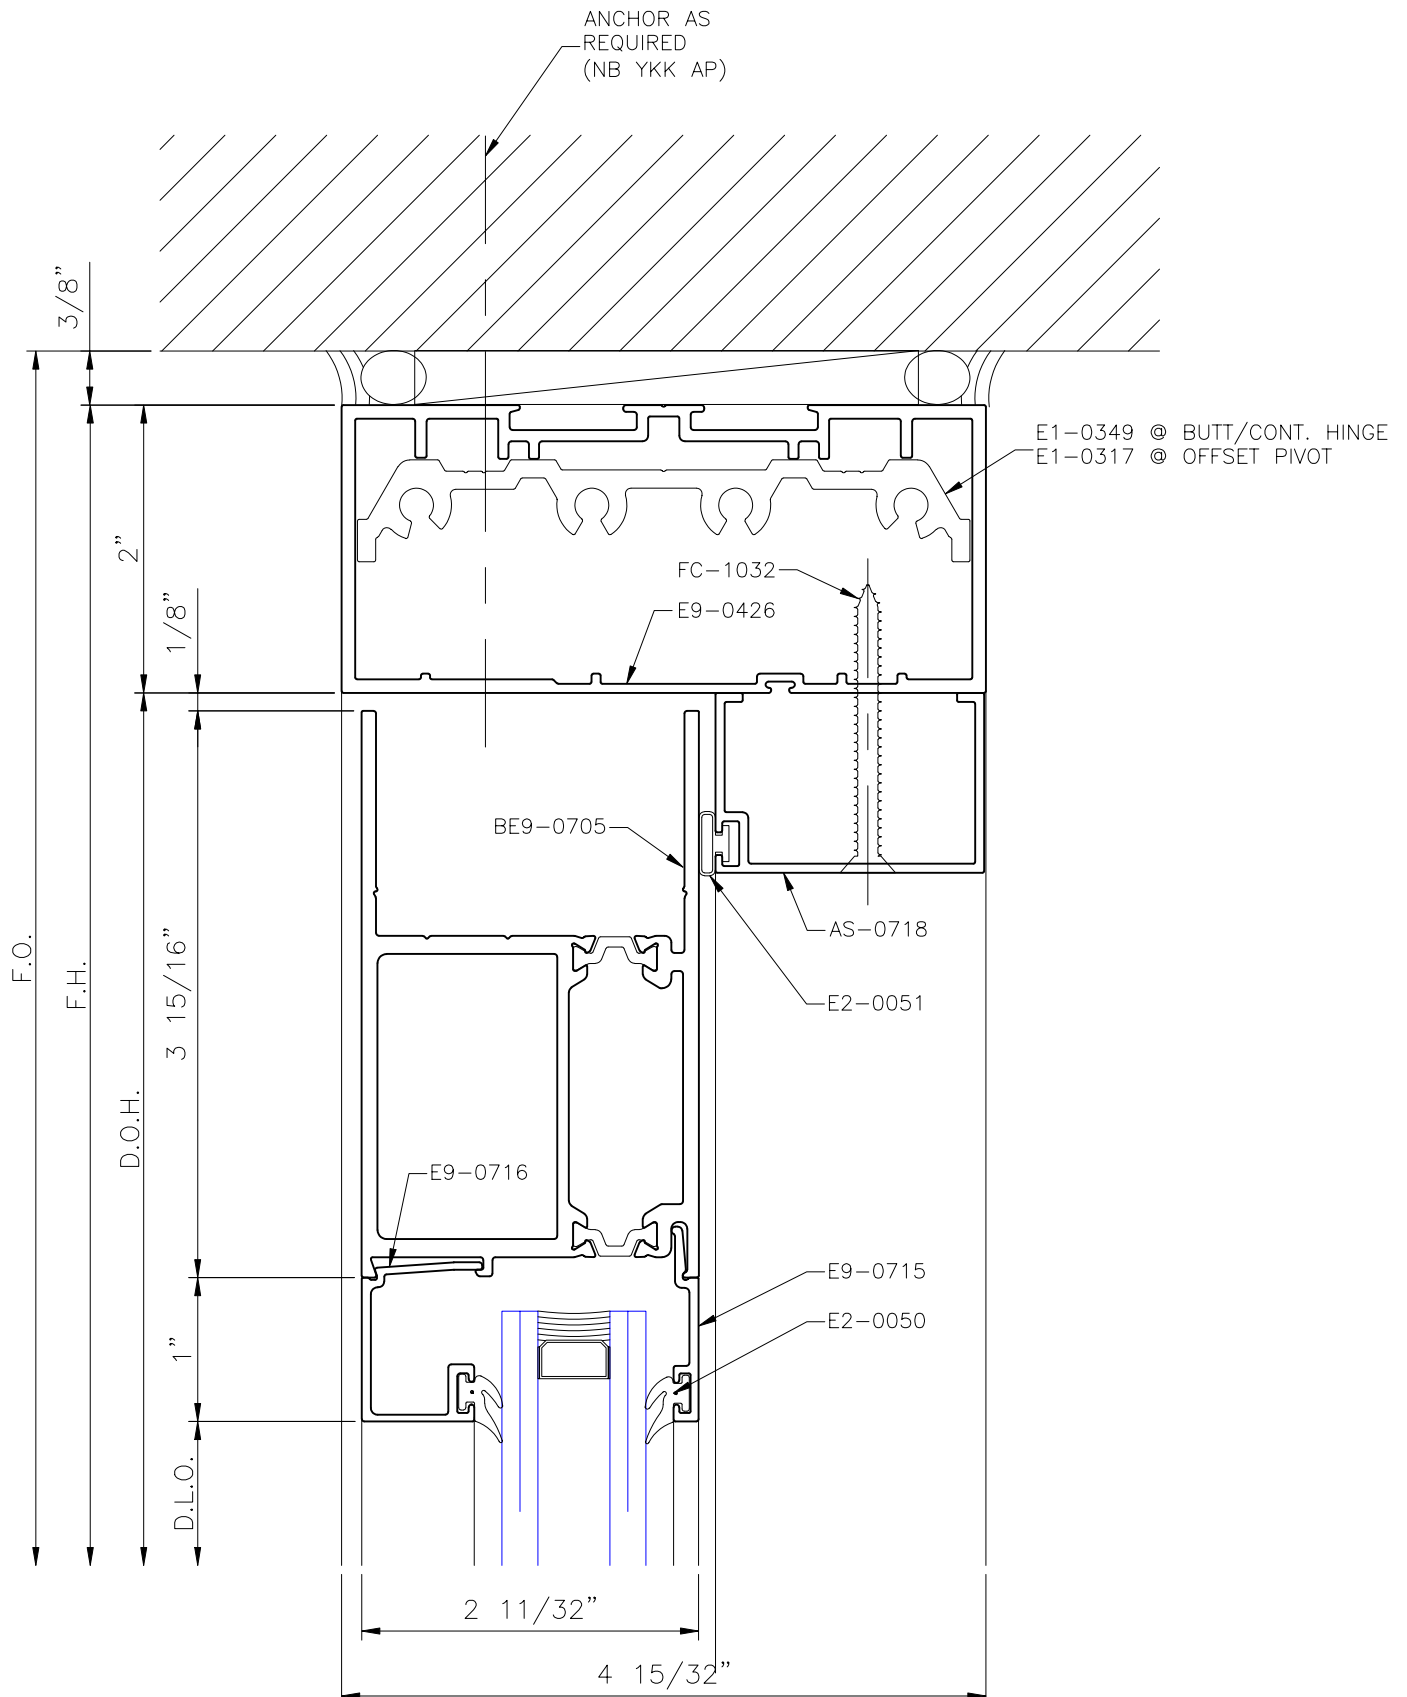 ANCHOR AS
REQUIRED
(NB YKK AP)
3/8”
E1-0349 @ BUTT/CONT. HINGE
E1-0317 @ OFFSET PIVOT
2”
FC-1032
1/8”
E9-0426
BE9-0705
AS-0718
F.O.
F.H.
3 15/16”
E2-0051
D.O.H.
E9-0716
E9-0715
E2-0050
1”
D.L.O.
2 11/32”
4 15/32”